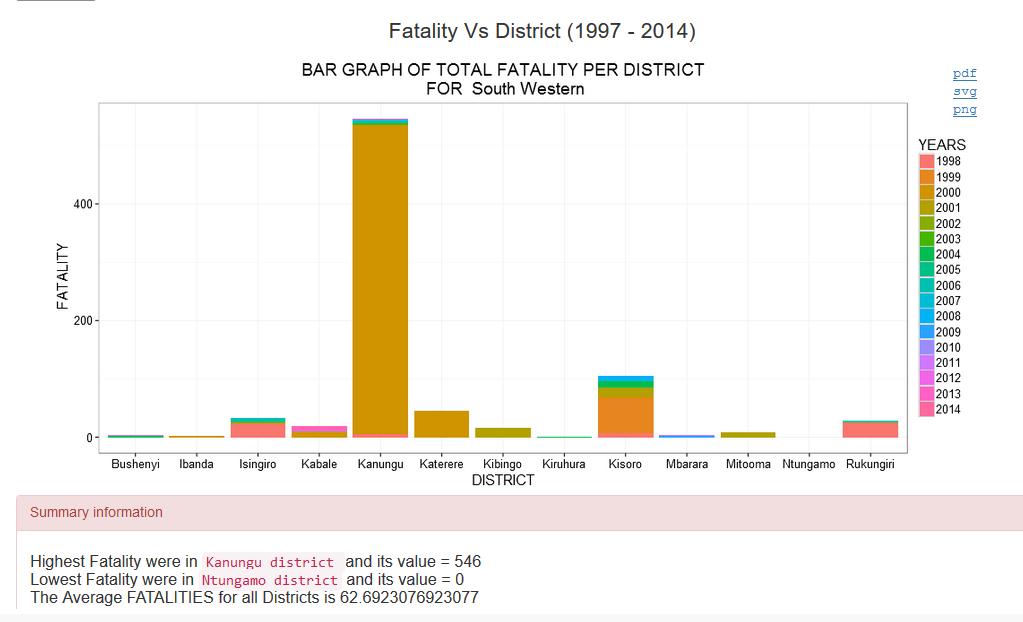 Fatality Vs District (1997 - 2014)
BAR GRAPH OF TOTAL FATALITY PER DISTRICT
FOR South Western
pdf
svg
png
YEARS
1998
1999
2000
2001
2002
2003
2004
2005
2006
2007
2008
2009
2010
2011
2012
2013
2014
FATALITY
400
200
0
Bushenyi Ibanda Isingiro Kabale Kanungu Katerere Kibingo Kiruhura Kisoro Mbarara Mitooma Ntungamo Rukungiri
DISTRICT
Summary information
Highest Fatality were in Kanungu district and its value = 546
Lowest Fatality were in Ntungamo district and its value = 0
The Average FATALITIES for all Districts is 62.6923076923077